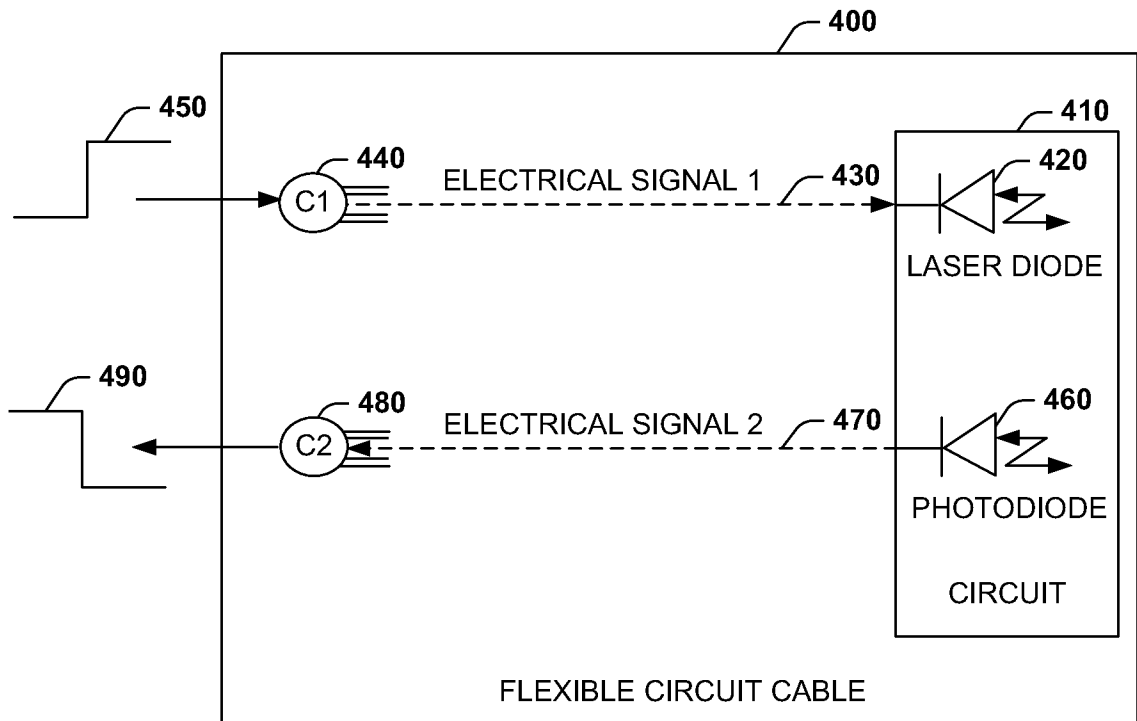 400
450
410
440
420
ELECTRICAL SIGNAL 1
430
C1
LASER DIODE
490
480
ELECTRICAL SIGNAL 2
470
460
C2
PHOTODIODE
CIRCUIT
FLEXIBLE CIRCUIT CABLE